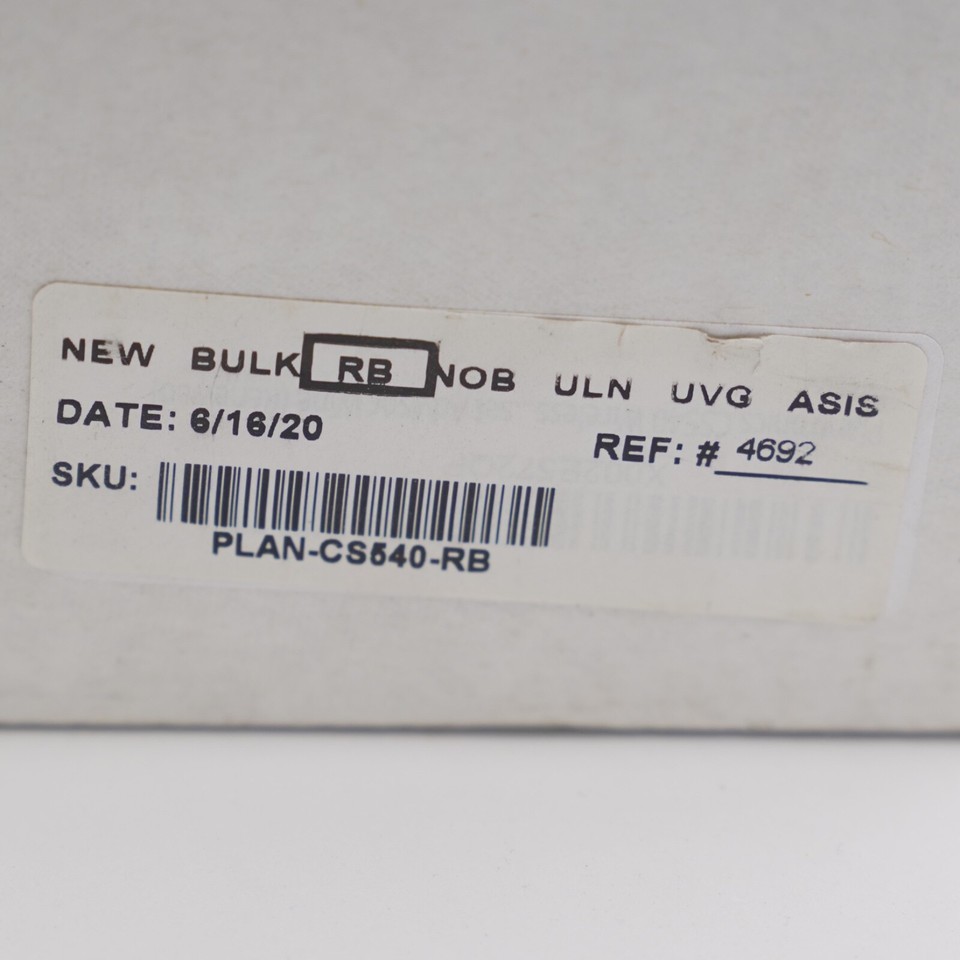 NEW BULK RB NOB ULN UVG ASIS
DATE: 6/16/20
REF: # 4692
SKU:
PLAN-CS540-RB